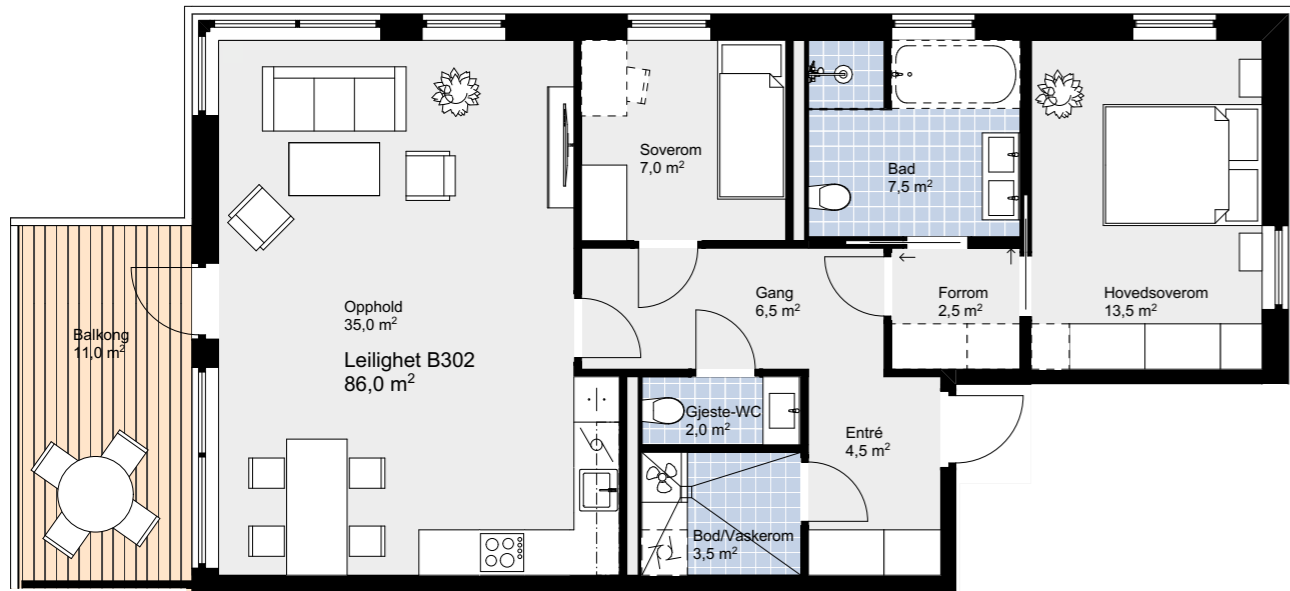 Soverom
7,0 m²
Bad
7,5 m²
Opphold
35,0 m²
Gang
6,5 m²
Forrom
2,5 m²
Hovedsoverom
13,5 m²
Balkong
11,0 m²
Leilighet B302
86,0 m²
Gjeste-WC
2,0 m²
Entré
4,5 m²
Bod/Vaskerom
3,5 m²